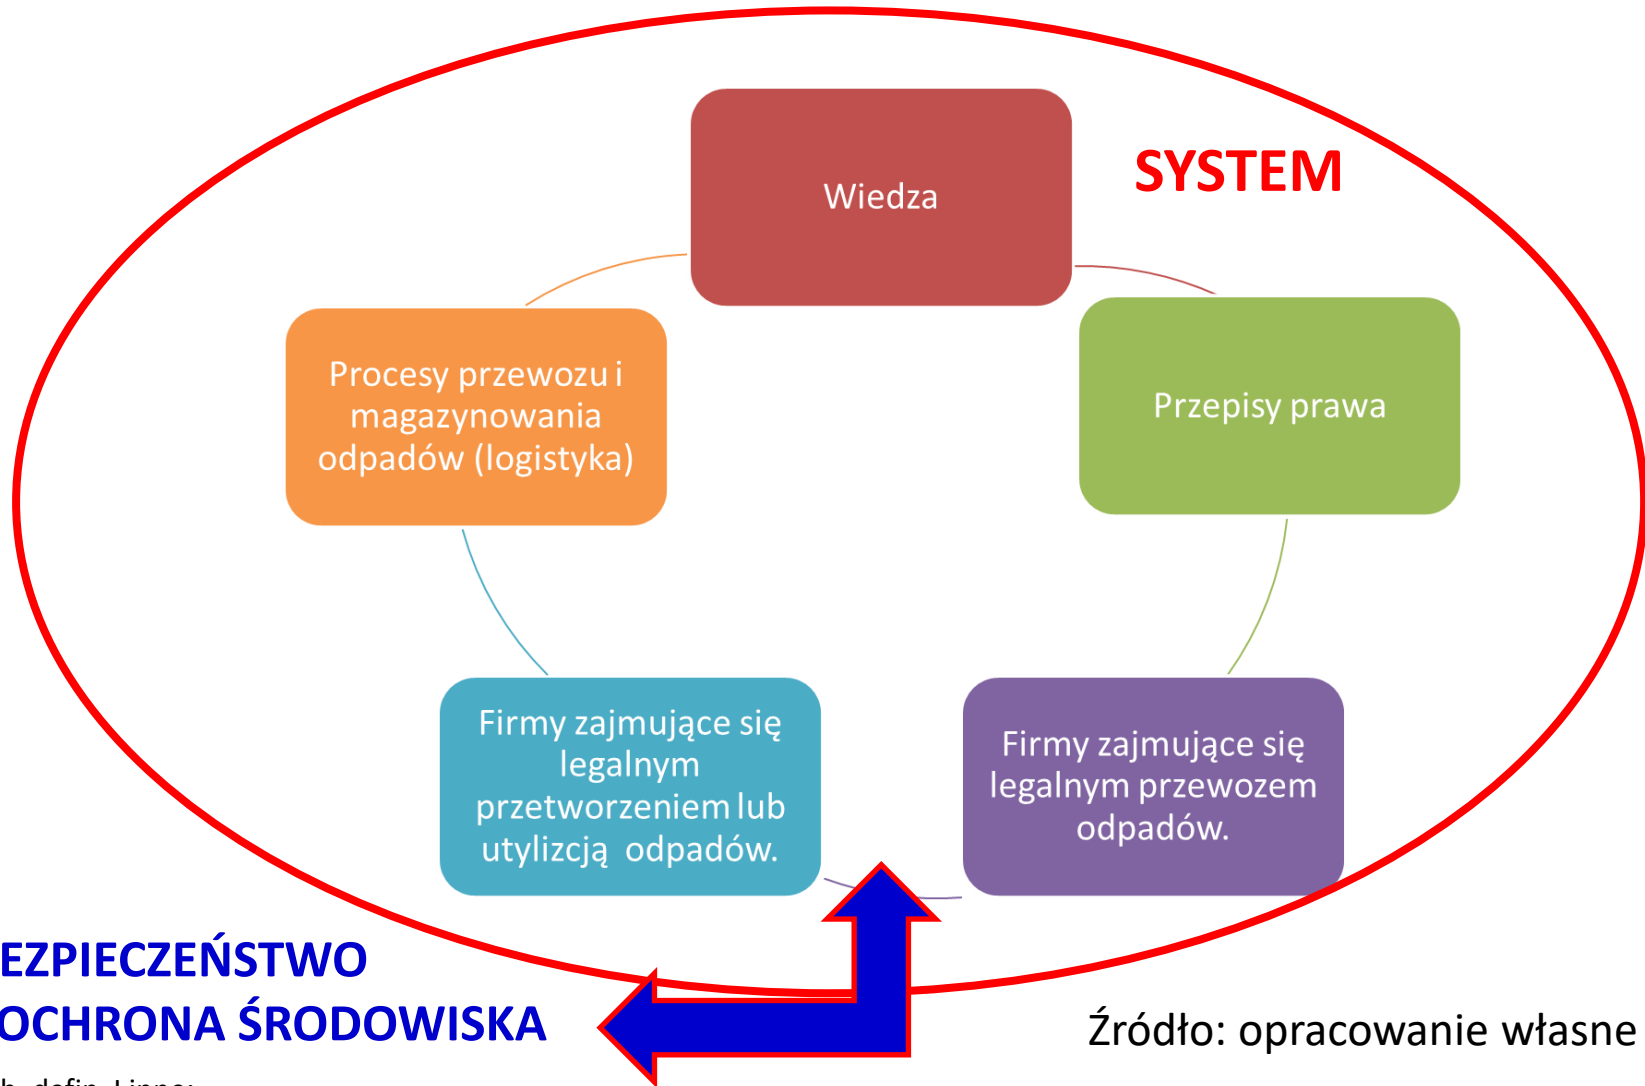 Wiedza
SYSTEM
Procesy przewozu i
magazynowania
odpadów (logistyka)
Przepisy prawa
Firmy zajmujące się
legalnym
przetworzeniem lub
utylizcją odpadów.
Firmy zajmujące się
legalnym przewozem
odpadów.
EZPIECZEŃSTWO
OCHRONA ŚRODOWISKA
Źródło: opracowanie własne